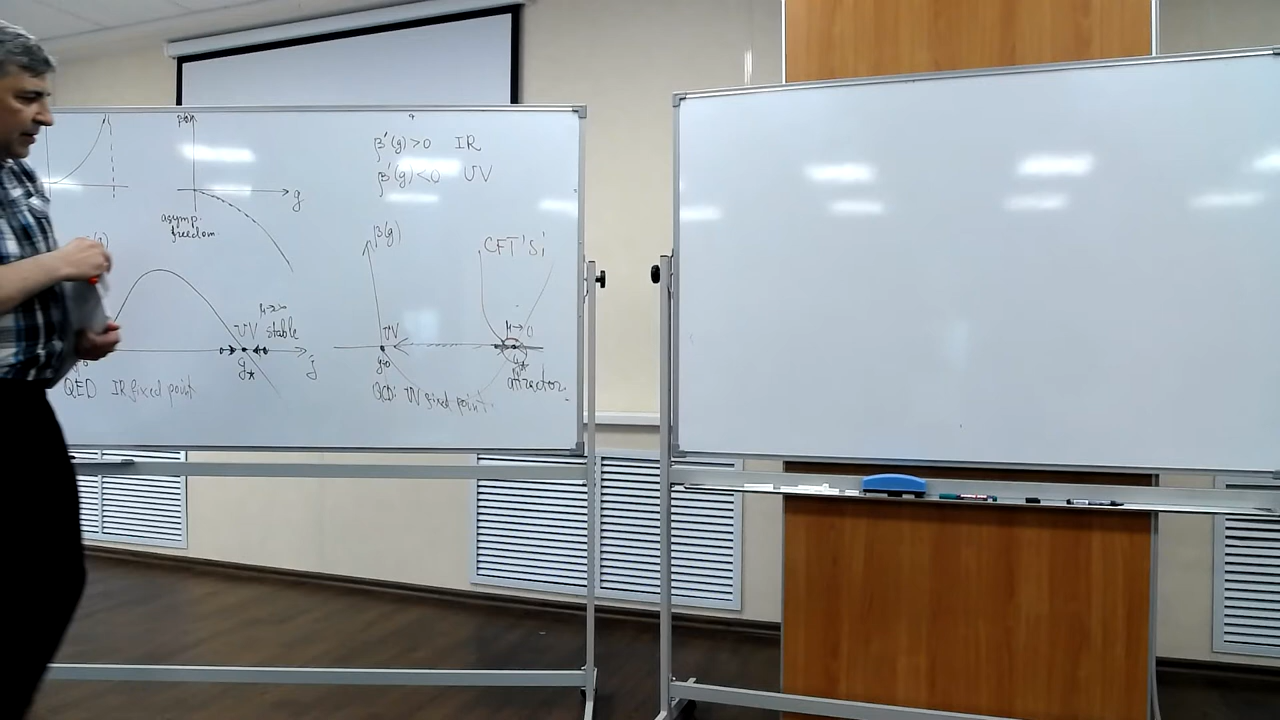 β(g)
g
asymp.
freedom
β'(g)>0 IR
β'(g)<0 UV
μ→∞
UV stable
g*
QED IR fixed point
β(g)
CFT's
UV
g=0
μ→0
g*
attractor
QCD: UV fixed point